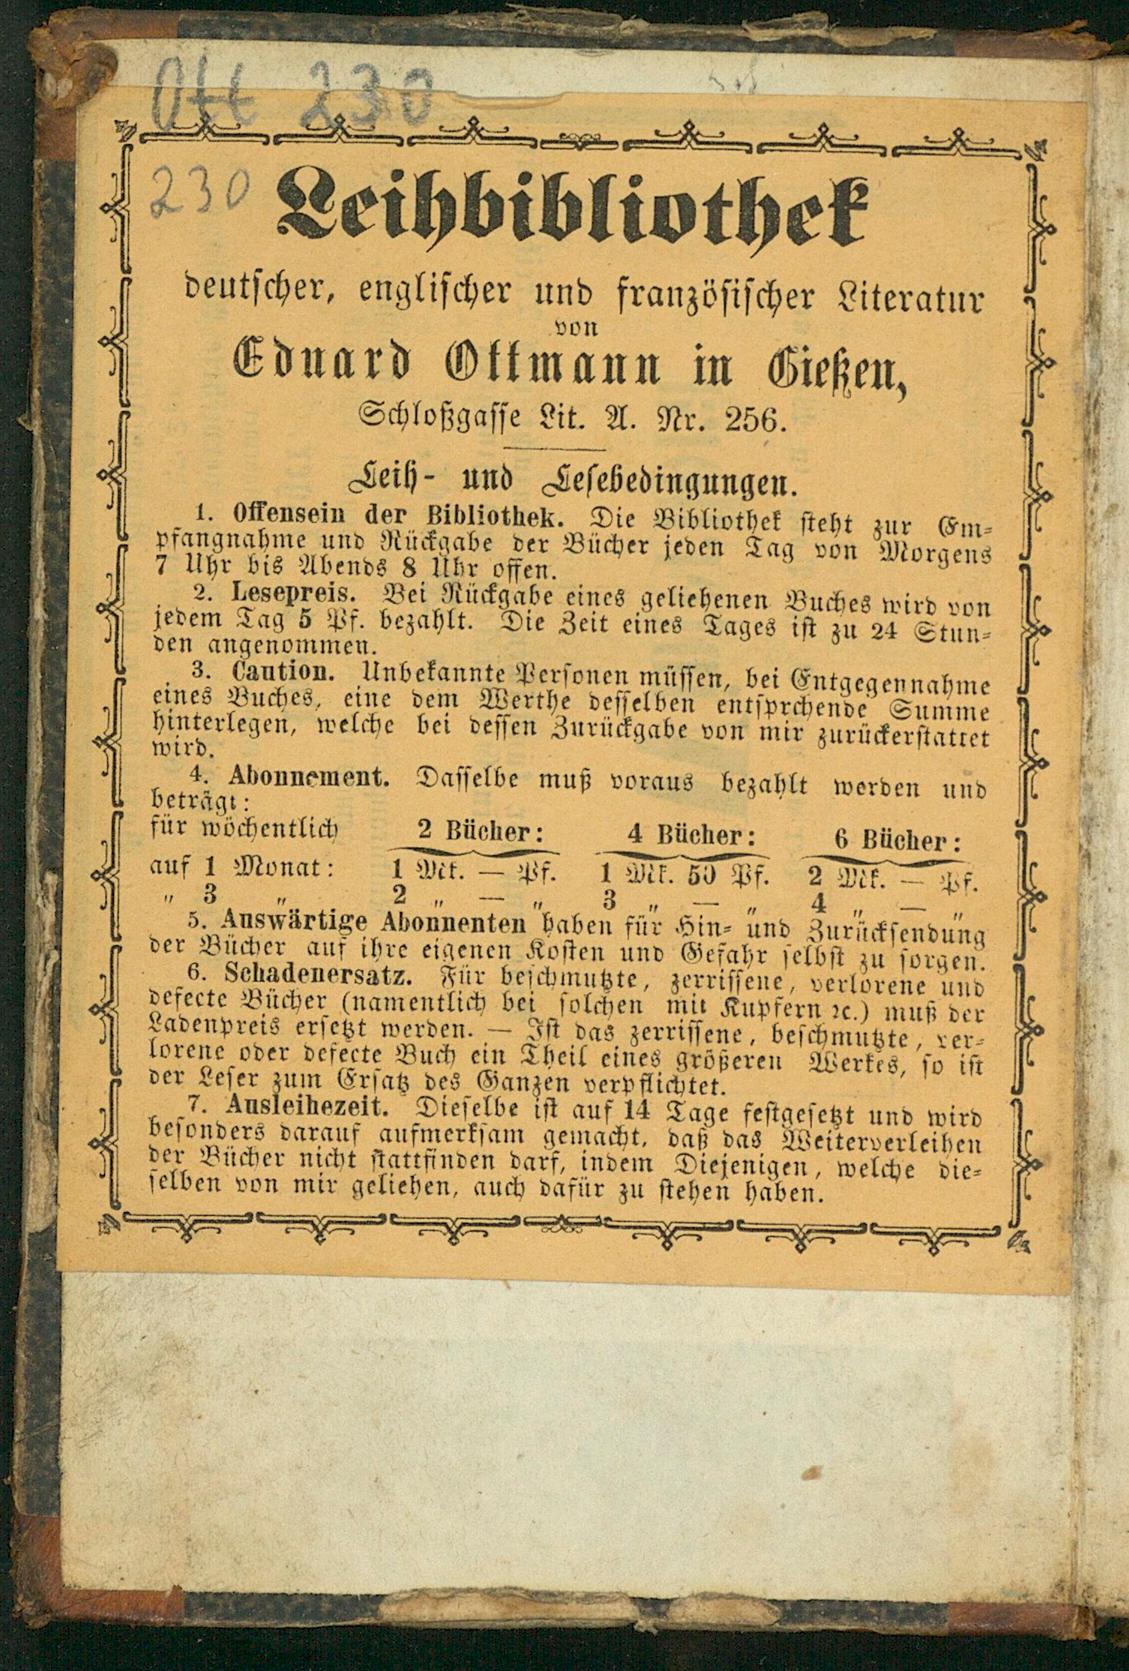 Ott 230
230
Leihbibliothek
deutscher, englischer und französischer Literatur
von
Eduard Ottmann in Gießen,
Schloßgasse Lit. A. Nr. 256.
Leih- und Lesebedingungen.
1. Offensein der Bibliothek. Die Bibliothek steht zur Em-
pfangnahme und Rückgabe der Bücher jeden Tag von Morgens
7 Uhr bis Abends 8 Uhr offen.
2. Lesepreis. Bei Rückgabe eines geliehenen Buches wird von
jedem Tag 5 Pf. bezahlt. Die Zeit eines Tages ist zu 24 Stun-
den angenommen.
3. Caution. Unbekannte Personen müssen, bei Entgegennahme
eines Buches, eine dem Werthe desselben entsprchende Summe
hinterlegen, welche bei dessen Zurückgabe von mir zurückerstattet
wird.
4. Abonnement. Dasselbe muß voraus bezahlt werden und
beträgt:
für wöchentlich 2 Bücher: 4 Bücher: 6 Bücher:
auf 1 Monat: 1 Mk. — Pf. 1 Mk. 50 Pf. 2 Mk. — Pf.
„ 3 „ 2 „ — „ 3 „ — „ 4 „ — „
5. Auswärtige Abonnenten haben für Hin- und Zurücksendung
der Bücher auf ihre eigenen Kosten und Gefahr selbst zu sorgen.
6. Schadenersatz. Für beschmutzte, zerrissene, verlorene und
defecte Bücher (namentlich bei solchen mit Kupfern ꝛc.) muß der
Ladenpreis ersetzt werden. — Ist das zerrissene, beschmutzte, ver-
lorene oder defecte Buch ein Theil eines größeren Werkes, so ist
der Leser zum Ersatz des Ganzen verpflichtet.
7. Ausleihezeit. Dieselbe ist auf 14 Tage festgesetzt und wird
besonders darauf aufmerksam gemacht, daß das Weiterverleihen
der Bücher nicht stattfinden darf, indem Diejenigen, welche die-
selben von mir geliehen, auch dafür zu stehen haben.